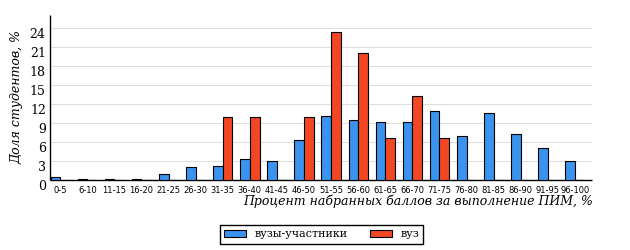 Доля студентов, %
24
21
18
15
12
9
6
3
0
0-5 6-10 11-15 16-20 21-25 26-30 31-35 36-40 41-45 46-50 51-55 56-60 61-65 66-70 71-75 76-80 81-85 86-90 91-95 96-100
Процент набранных баллов за выполнение ПИМ, %
вузы-участники вуз